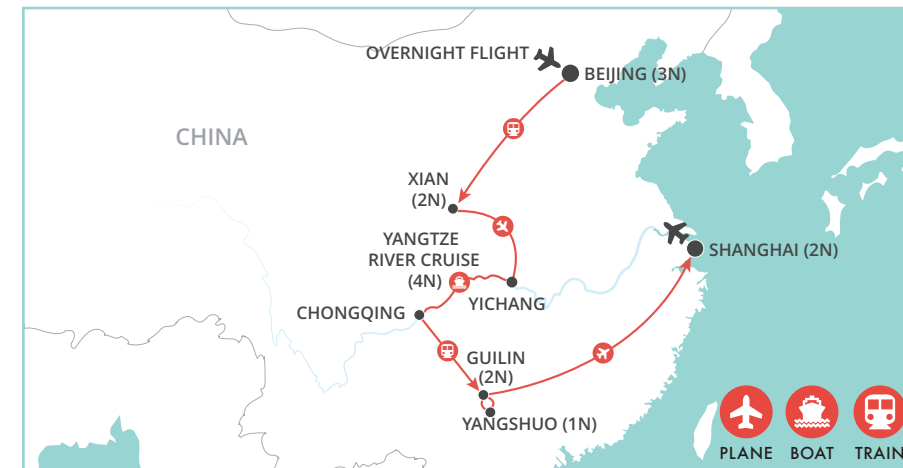 OVERNIGHT FLIGHT
BEIJING (3N)
CHINA
XIAN
(2N)
YANGTZE
RIVER CRUISE
(4N)
SHANGHAI (2N)
YICHANG
CHONGQING
GUILIN
(2N)
YANGSHUO (1N)
PLANE BOAT TRAIN